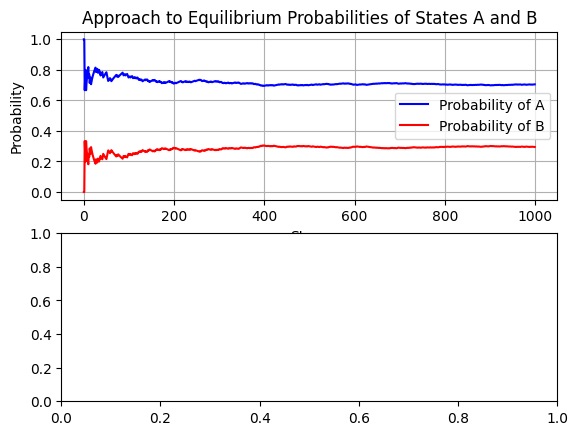 Approach to Equilibrium Probabilities of States A and B
Probability
1.0
0.8
0.6
0.4
0.2
0.0
Probability of A
Probability of B
0 200 400 600 800 1000
1.0
0.8
0.6
0.4
0.2
0.0
0.0 0.2 0.4 0.6 0.8 1.0